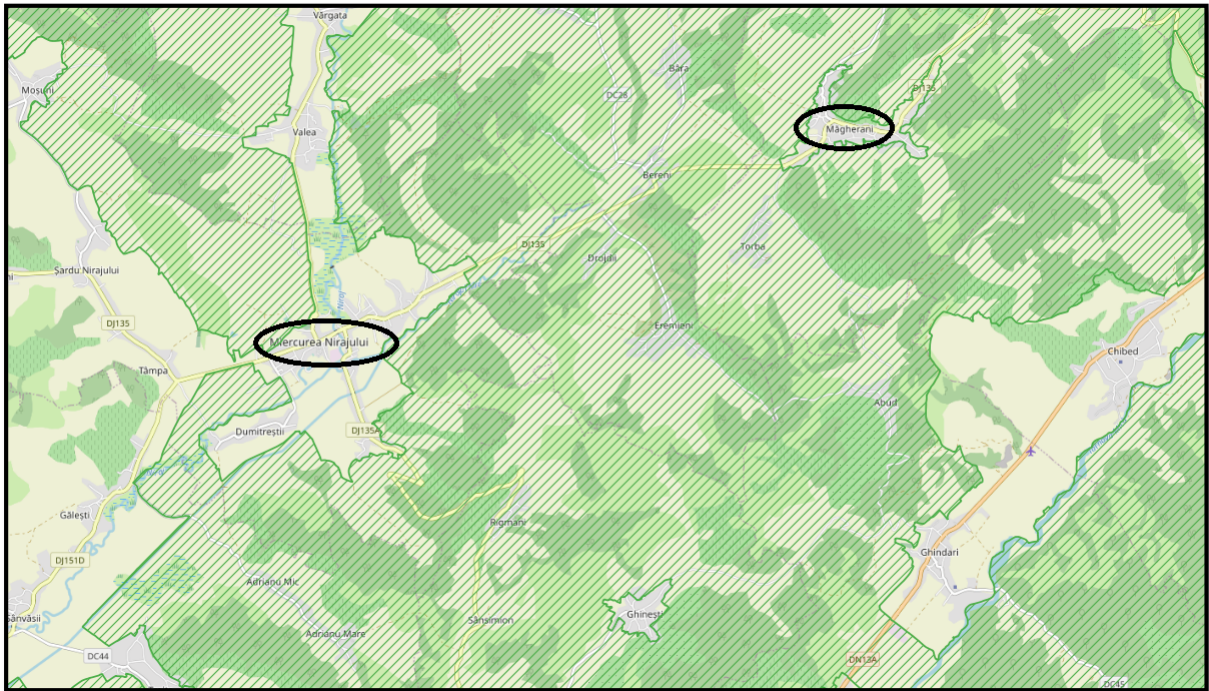 Vărgata
Moșuni
Bâra
DJ135
DC28
Valea
Măgherani
Bereni
Torba
DJ135
Drojdii
Șardu Nirajului
Niraj
DJ135
Eremieni
Miercurea Nirajului
Chibed
Tâmpa
Abud
Dumitreștii
DJ135A
Gălești
Rigmani
Ghindari
DJ151D
Adrianu Mic
Ghinești
Sânvăsii
Sânsimion
Adrianu Mare
DC44
DN13A
DC45